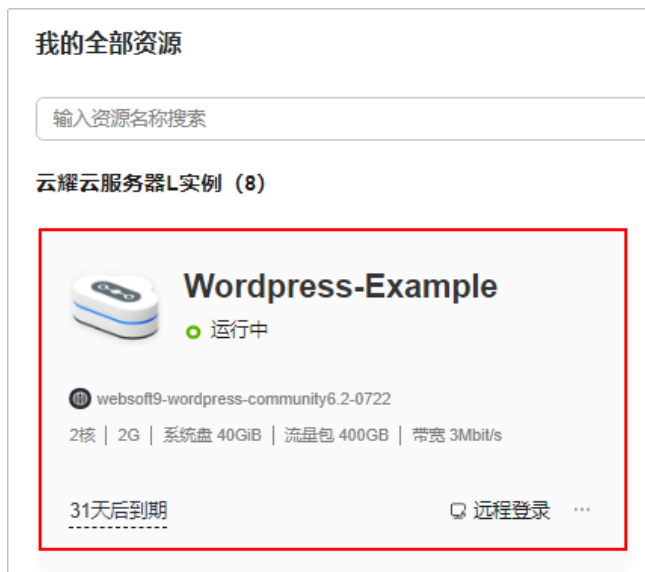 我的全部资源
输入资源名称搜索
云耀云服务器L实例（8）
Wordpress-Example
运行中
websoft9-wordpress-community6.2-0722
2核 | 2G | 系统盘 40GiB | 流量包 400GB | 带宽 3Mbit/s
31天后到期 远程登录 ···